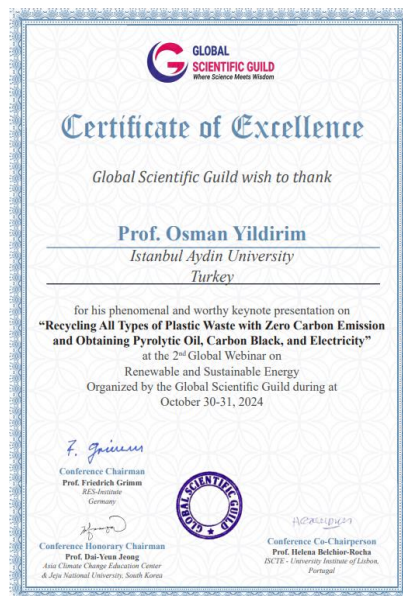 GLOBAL
SCIENTIFIC GUILD
Where Science Meets Wisdom
Certificate of Excellence
Global Scientific Guild wish to thank
Prof. Osman Yildirim
Istanbul Aydin University
Turkey
for his phenomenal and worthy keynote presentation on
“Recycling All Types of Plastic Waste with Zero Carbon Emission
and Obtaining Pyrolytic Oil, Carbon Black, and Electricity”
at the 2nd Global Webinar on
Renewable and Sustainable Energy
Organized by the Global Scientific Guild during at
October 30-31, 2024
Conference Chairman
Prof. Friedrich Grimm
RES-Institute
Germany
GLOBAL SCIENTIFIC GUILD
Conference Honorary Chairman
Prof. Dai-Yeun Jeong
Asia Climate Change Education Center
& Jeju National University, South Korea
Conference Co-Chairperson
Prof. Helena Belchior-Rocha
ISCTE - University Institute of Lisbon,
Portugal